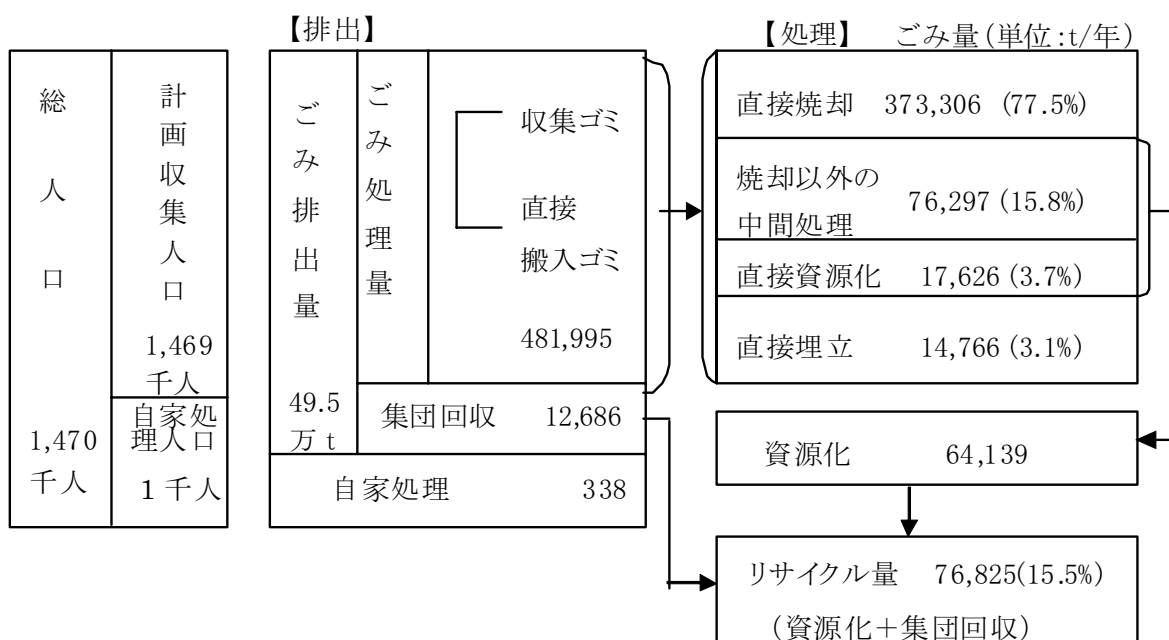 【排出】
【処理】 ごみ量(単位:t/年)
総人口
1,470
千人
計画収集人口
1,469
千人
自家処
理人口
1千人
ごみ排出量
49.5
万t
ごみ処理量
収集ゴミ
直接
搬入ゴミ
481,995
集団回収 12,686
自家処理 338
直接焼却 373,306 (77.5%)
焼却以外の
中間処理
76,297 (15.8%)
直接資源化 17,626 (3.7%)
直接埋立 14,766 (3.1%)
資源化 64,139
リサイクル量 76,825(15.5%)
(資源化+集団回収)